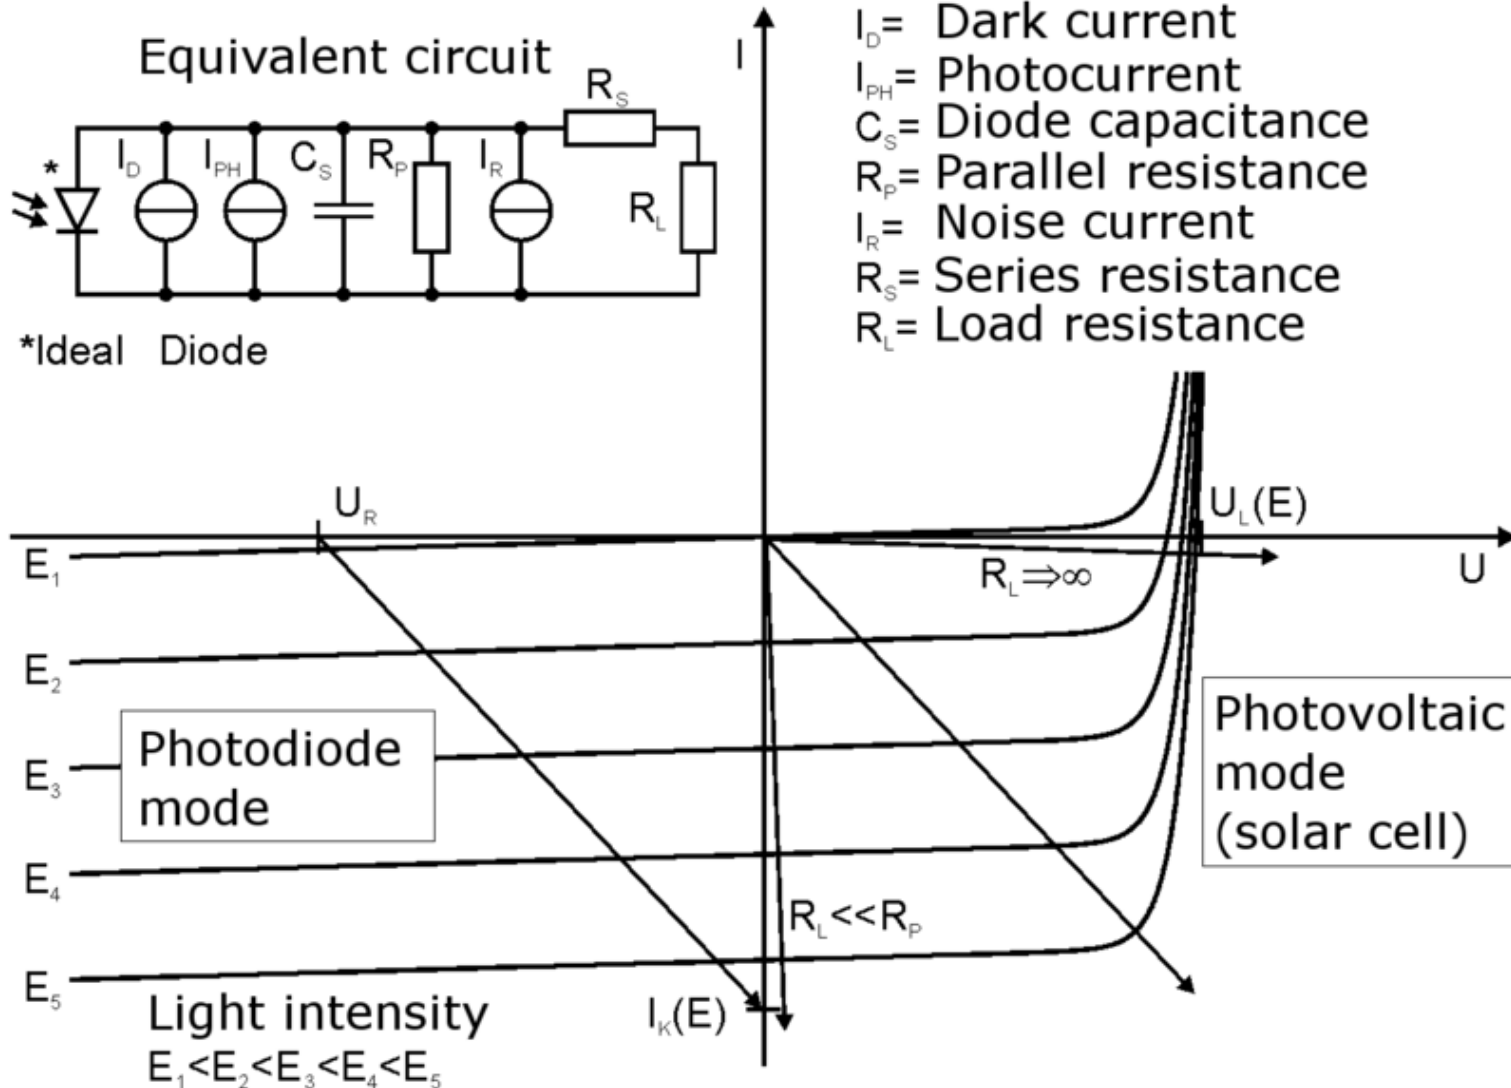 Equivalent circuit
R_S
* I_D I_PH C_S R_P I_R R_L
*Ideal Diode
I
I_D= Dark current
I_PH= Photocurrent
C_S= Diode capacitance
R_P= Parallel resistance
I_R= Noise current
R_S= Series resistance
R_L= Load resistance
U_R
U_L(E)
U
R_L⇒∞
E_1
E_2
E_3
E_4
E_5
Photodiode
mode
Photovoltaic
mode
(solar cell)
R_L<<R_P
I_K(E)
Light intensity
E_1<E_2<E_3<E_4<E_5